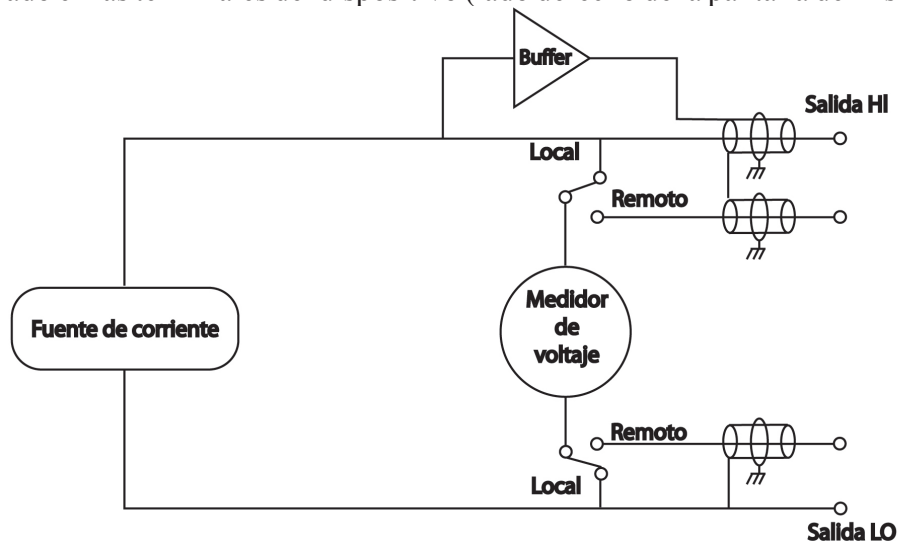 Buffer
Salida HI
Local
Remoto
Fuente de corriente
Medidor
de
voltaje
Remoto
Local
Salida LO